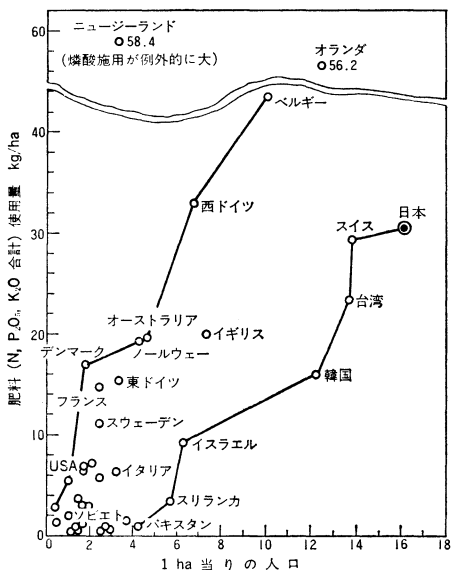 60
ニュージーランド
58.4
(燐酸施用が例外的に大)
オランダ
56.2
肥料(N, P₂O₅, K₂O 合計)使用量 kg/ha
40
ベルギー
西ドイツ
30
スイス
日本
台湾
オーストラリア
20
イギリス
デンマーク
ノールウェー
フランス
東ドイツ
韓国
スウェーデン
10
イスラエル
USA
イタリア
ソビエト
スリランカ
パキスタン
0
0 2 4 6 8 10 12 14 16 18
1 ha 当りの人口